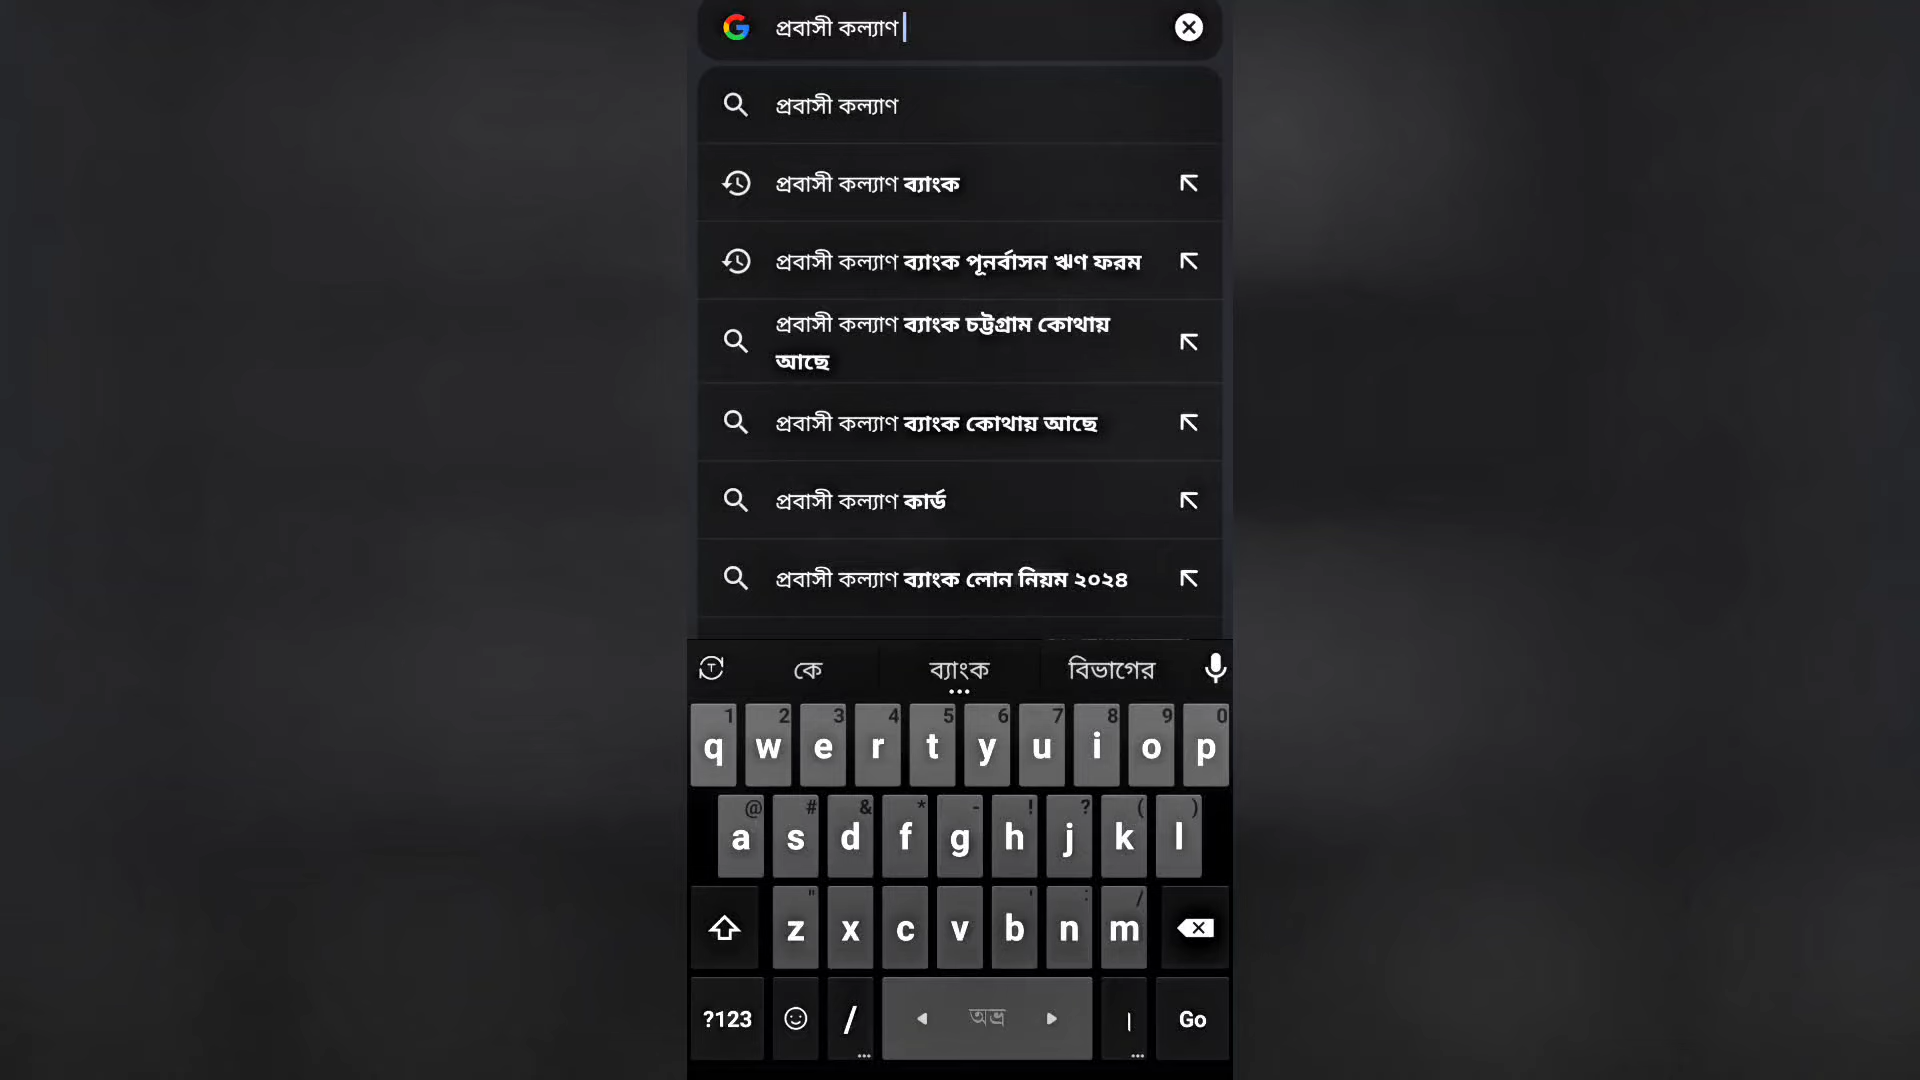 প্রবাসী কল্যাণ
প্রবাসী কল্যাণ
প্রবাসী কল্যাণ ব্যাংক
প্রবাসী কল্যাণ ব্যাংক পূনর্বাসন ঋণ ফরম
প্রবাসী কল্যাণ ব্যাংক চট্টগ্রাম কোথায়
আছে
প্রবাসী কল্যাণ ব্যাংক কোথায় আছে
প্রবাসী কল্যাণ কার্ড
প্রবাসী কল্যাণ ব্যাংক লোন নিয়ম ২০২৪
কে ব্যাংক বিভাগের
1 2 3 4 5 6 7 8 9 0
q w e r t y u i o p
@ # & * - ! ? ( )
a s d f g h j k l
" ' : /
z x c v b n m
?123 / অভ্র | Go